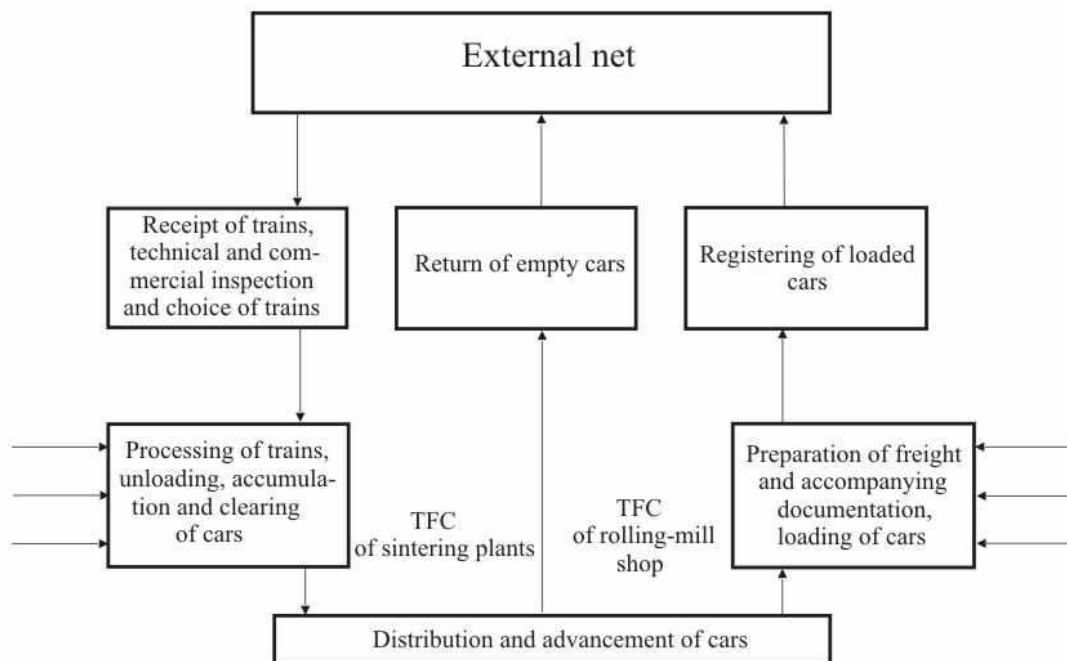 External net
Receipt of trains,
technical and com-
mercial inspection
and choice of trains
Return of empty cars
Registering of loaded
cars
Processing of trains,
unloading, accumula-
tion and clearing
of cars
TFC
of sintering plants
TFC
of rolling-mill
shop
Preparation of freight
and accompanying
documentation,
loading of cars
Distribution and advancement of cars